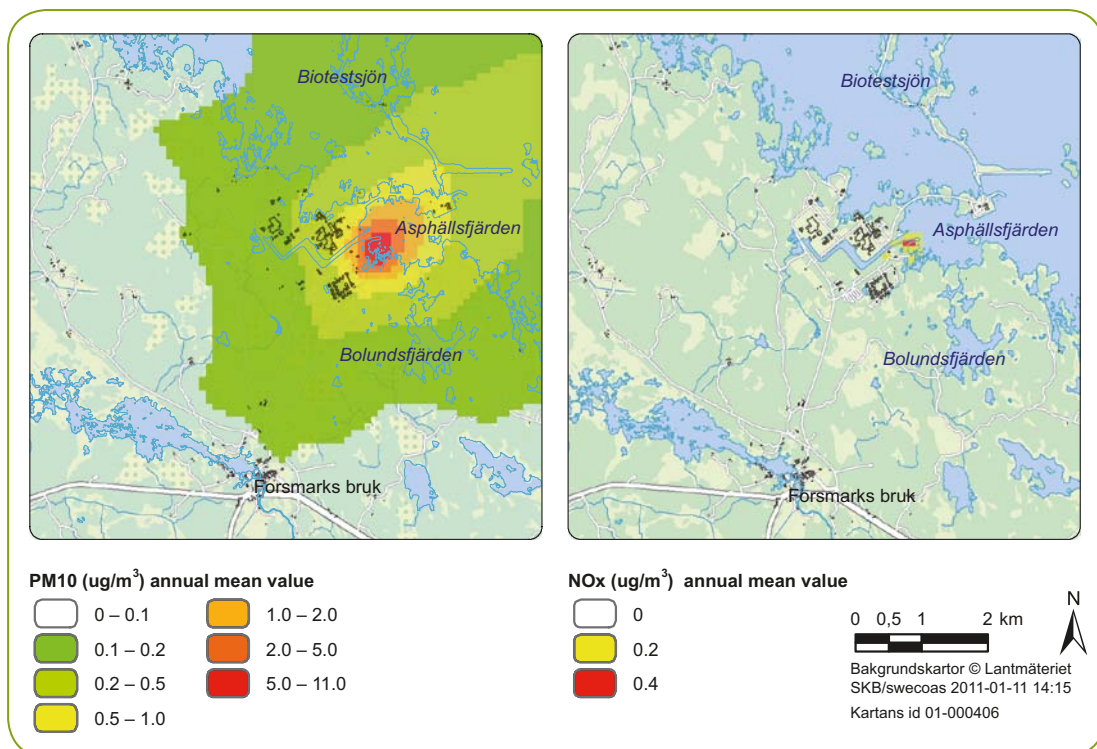 Biotestsjön
Asphällsfjärden
Bolundsfjärden
Forsmarks bruk
Biotestsjön
Asphällsfjärden
Bolundsfjärden
Forsmarks bruk
PM10 (ug/m³) annual mean value
0 – 0.1
0.1 – 0.2
0.2 – 0.5
0.5 – 1.0
1.0 – 2.0
2.0 – 5.0
5.0 – 11.0
NOx (ug/m³) annual mean value
0
0.2
0.4
0 0,5 1 2 km
N
Bakgrundskartor © Lantmäteriet
SKB/swecoas 2011-01-11 14:15
Kartans id 01-000406